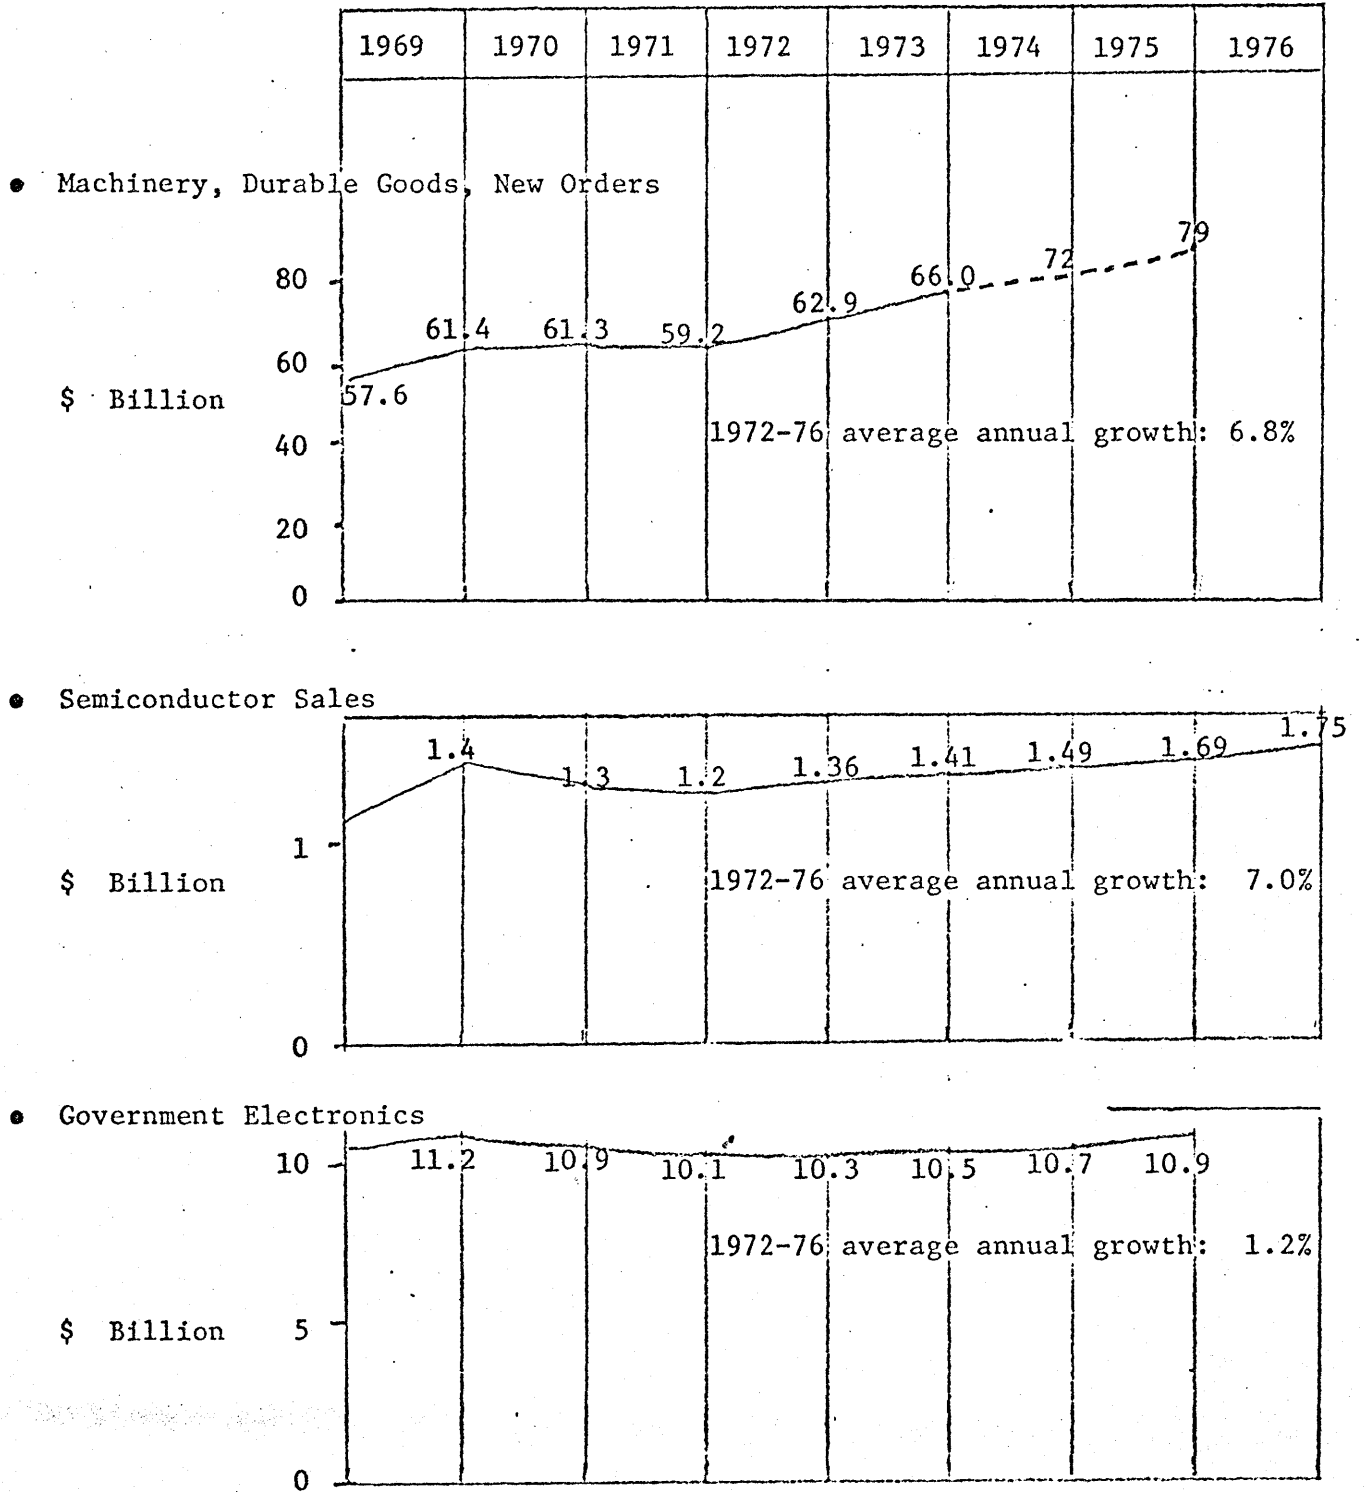 1969 1970 1971 1972 1973 1974 1975 1976
• Machinery, Durable Goods, New Orders
79
72
80 66.0
62.9
61.4 61.3 59.2
60
$ Billion 57.6
1972-76 average annual growth: 6.8%
40
20
0
• Semiconductor Sales
1.4 1.3 1.2 1.36 1.41 1.49 1.69 1.75
1
$ Billion 1972-76 average annual growth: 7.0%
0
• Government Electronics
10 11.2 10.9 10.1 10.3 10.5 10.7 10.9
1972-76 average annual growth: 1.2%
$ Billion 5
0